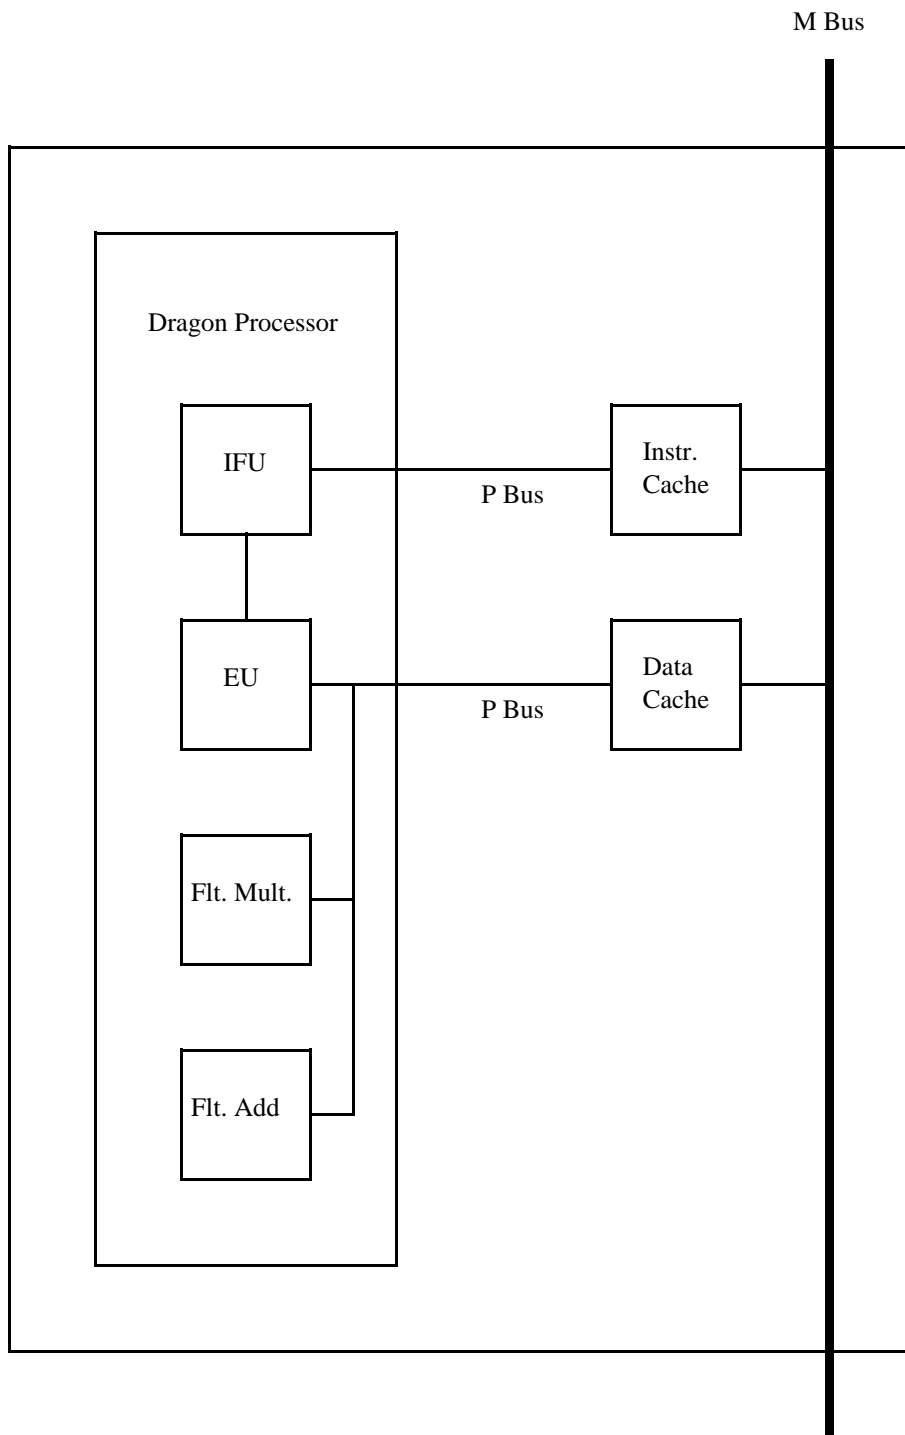 M Bus
Dragon Processor
IFU
Instr.
Cache
P Bus
EU
Data
Cache
P Bus
Flt. Mult.
Flt. Add